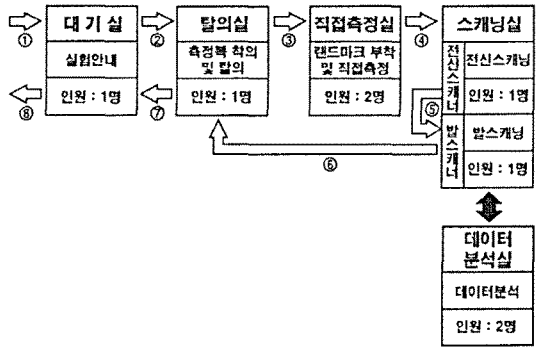 ①
대기실
실험안내
인원 : 1명
⑧
②
탈의실
측정복 착의
및 탈의
인원 : 1명
⑦
③
직접측정실
랜드마크 부착
및 직접측정
인원 : 2명
④
스캐닝실
전신스캐너
전신스캐닝
인원 : 1명
⑤
발스캐너
발스캐닝
인원 : 1명
⑥
데이터
분석실
데이터분석
인원 : 2명